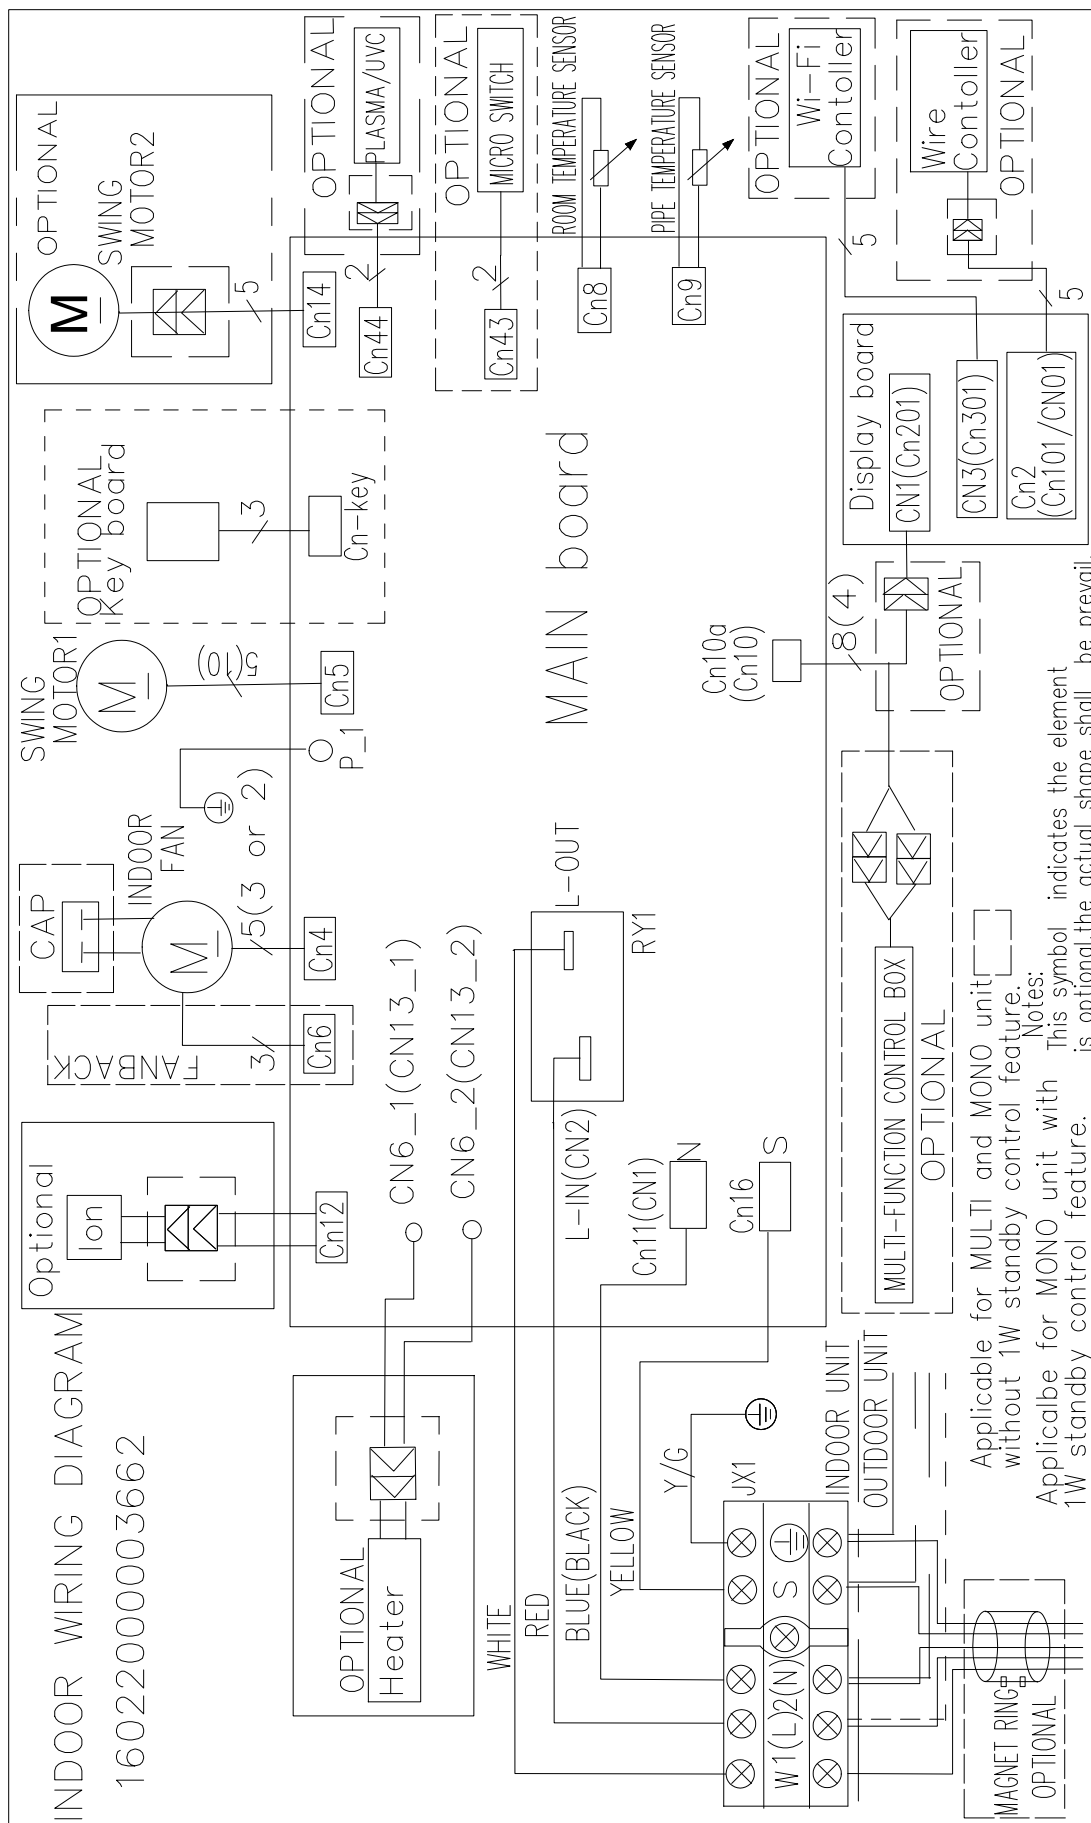 INDOOR WIRING DIAGRAM
16022000003662
Optional
Ion
Cn12
FANBACK
3
Cn6
CAP
INDOOR
FAN
M
5(3 or 2)
Cn4
P_1
SWING
MOTOR1
M
5(10)
Cn5
OPTIONAL
Key board
3
Cn-key
OPTIONAL
SWING
MOTOR2
M
5
Cn14
OPTIONAL
PLASMA/UVC
2
Cn44
OPTIONAL
MICRO SWITCH
2
Cn43
ROOM TEMPERATURE SENSOR
Cn8
PIPE TEMPERATURE SENSOR
Cn9
OPTIONAL
Wi-Fi
Contoller
5
Wire
Contoller
OPTIONAL
5
OPTIONAL
Heater
CN6_1(CN13_1)
CN6_2(CN13_2)
MAIN board
WHITE
RED
BLUE(BLACK)
YELLOW
Y/G
L-OUT
RY1
L-IN(CN2)
Cn11(CN1)
N
Cn16
S
Cn10a
(Cn10)
8(4)
OPTIONAL
Display board
CN1(Cn201)
CN3(Cn301)
Cn2
(Cn101/CN01)
JX1
W1(L)2(N)
S
INDOOR UNIT
OUTDOOR UNIT
MULTI-FUNCTION CONTROL BOX
OPTIONAL
MAGNET RING
OPTIONAL
Applicable for MULTI and MONO unit
without 1W standby control feature.
Applicalbe for MONO unit with
1W standby control feature.
Notes:
This symbol indicates the element
is optional,the actual shape shall be prevail.